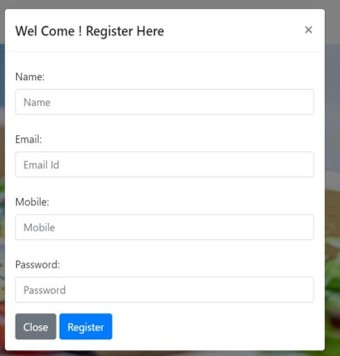 Wel Come ! Register Here ×
Name:
Name
Email:
Email Id
Mobile:
Mobile
Password:
Password
Close Register